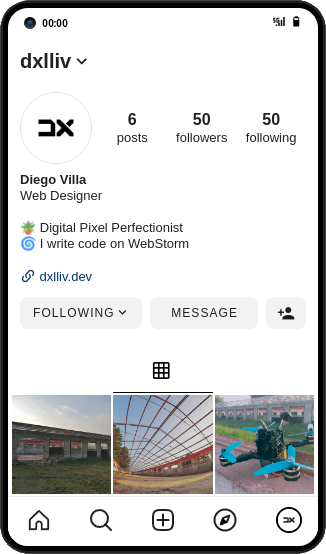 00:00
5G
dxlliv
DX
6 50 50
posts followers following
Diego Villa
Web Designer
🪴 Digital Pixel Perfectionist
🌀 I write code on WebStorm
dxlliv.dev
FOLLOWING MESSAGE